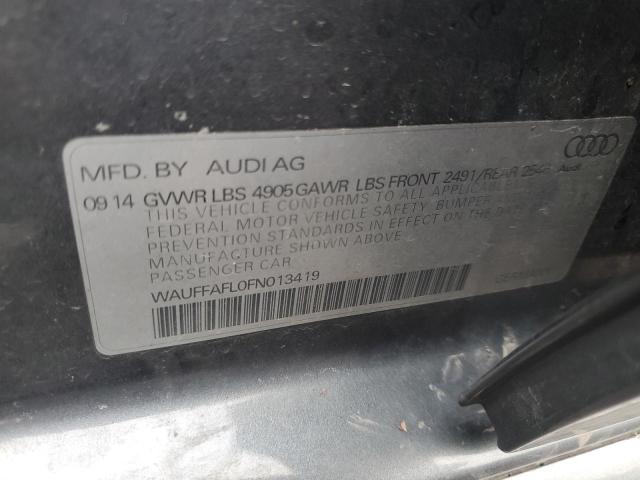 MFD. BY AUDI AG
09 14 GVWR LBS 4905 GAWR LBS FRONT 2491/REAR Audi
THIS VEHICLE CONFORMS TO ALL APPLICABLE
FEDERAL MOTOR VEHICLE SAFETY, BUMPER
STANDARDS IN EFFECT ON THE
MANUFACTURE SHOWN ABOVE.
PASSENGER CAR
WAUFFAFL0FN013419